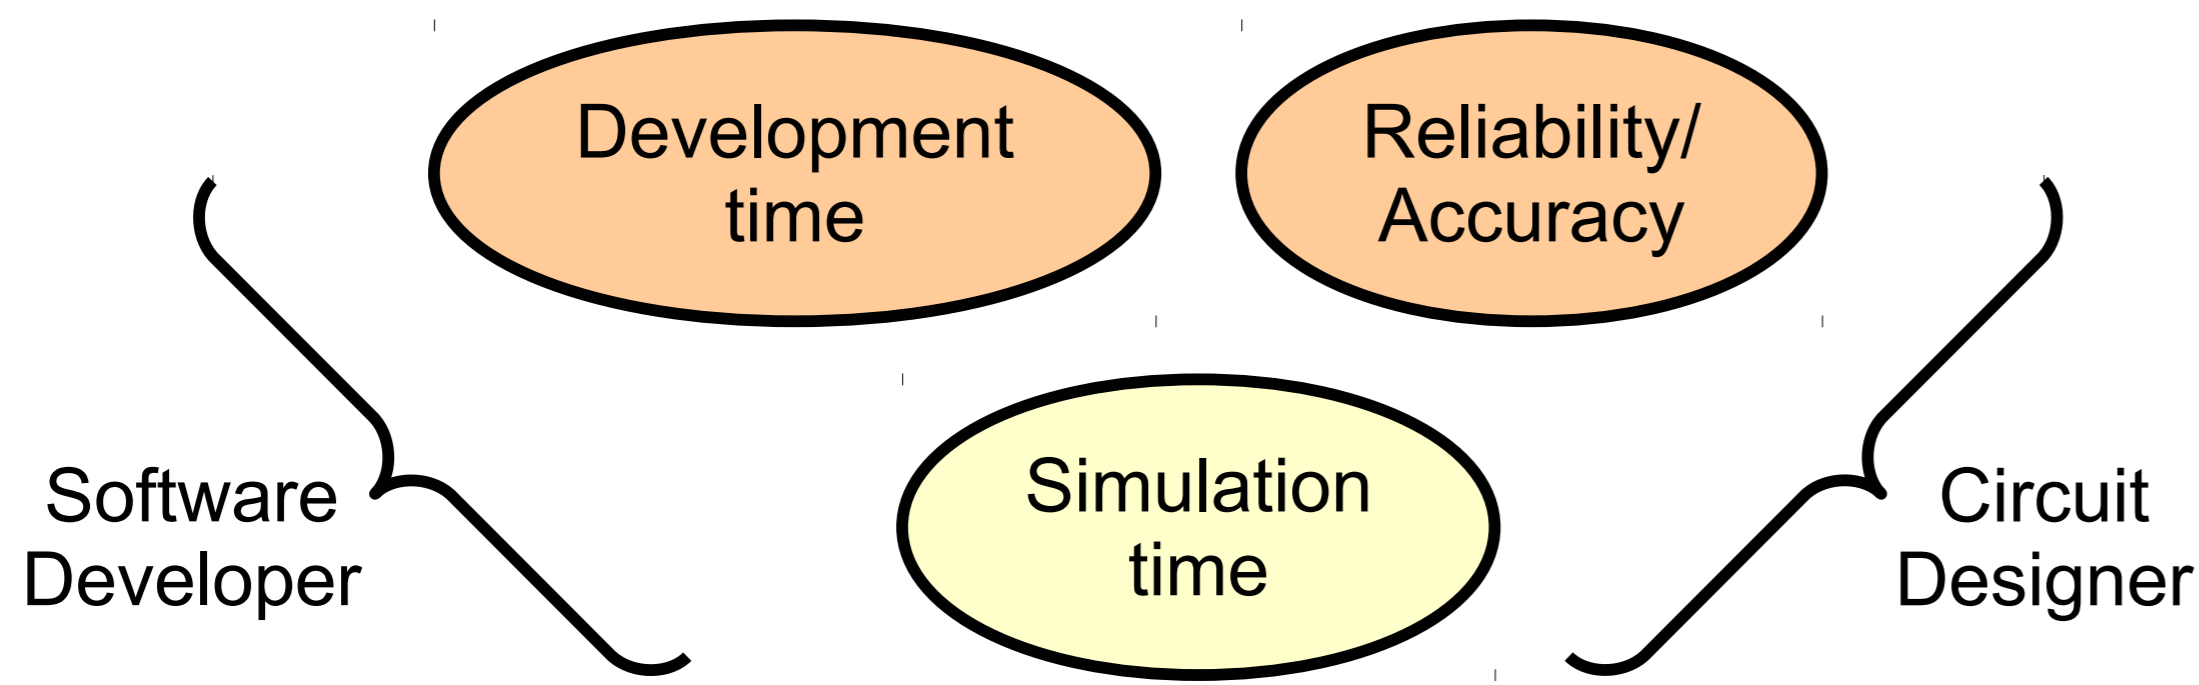 Development
time
Reliability/
Accuracy
Software
Developer
Simulation
time
Circuit
Designer